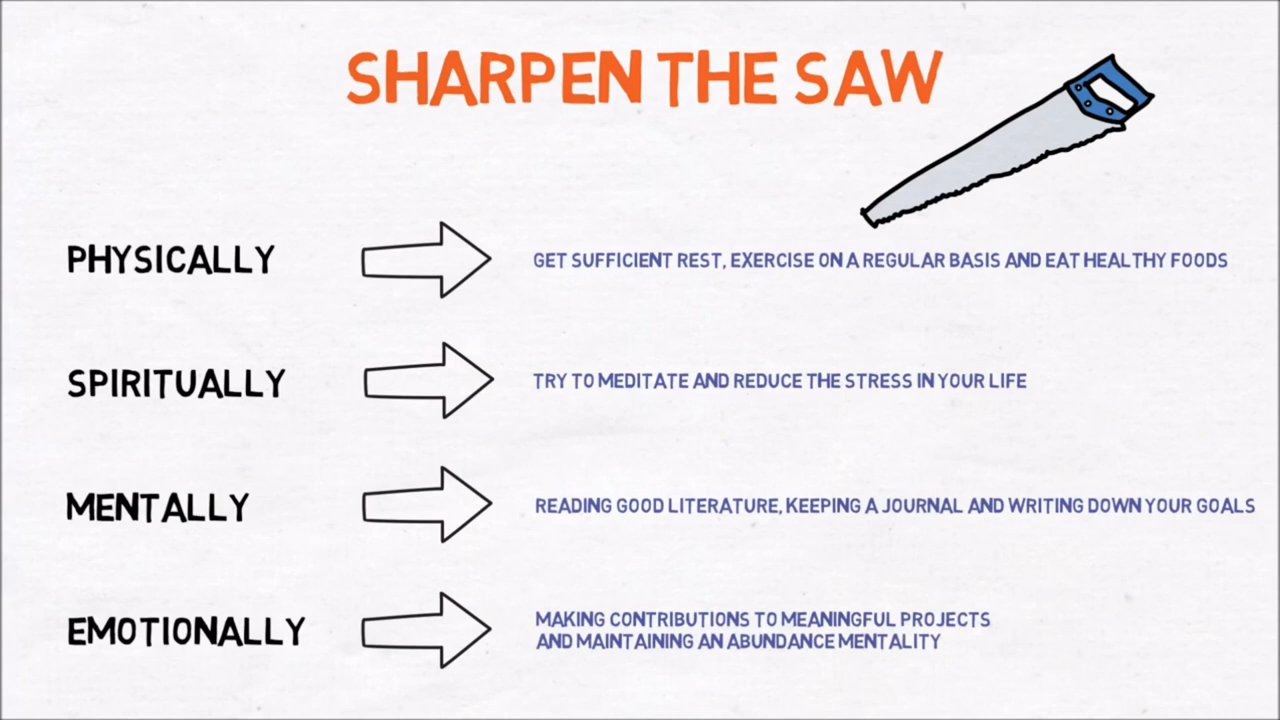 SHARPEN THE SAW
PHYSICALLY
GET SUFFICIENT REST, EXERCISE ON A REGULAR BASIS AND EAT HEALTHY FOODS
SPIRITUALLY
TRY TO MEDITATE AND REDUCE THE STRESS IN YOUR LIFE
MENTALLY
READING GOOD LITERATURE, KEEPING A JOURNAL AND WRITING DOWN YOUR GOALS
EMOTIONALLY
MAKING CONTRIBUTIONS TO MEANINGFUL PROJECTS
AND MAINTAINING AN ABUNDANCE MENTALITY